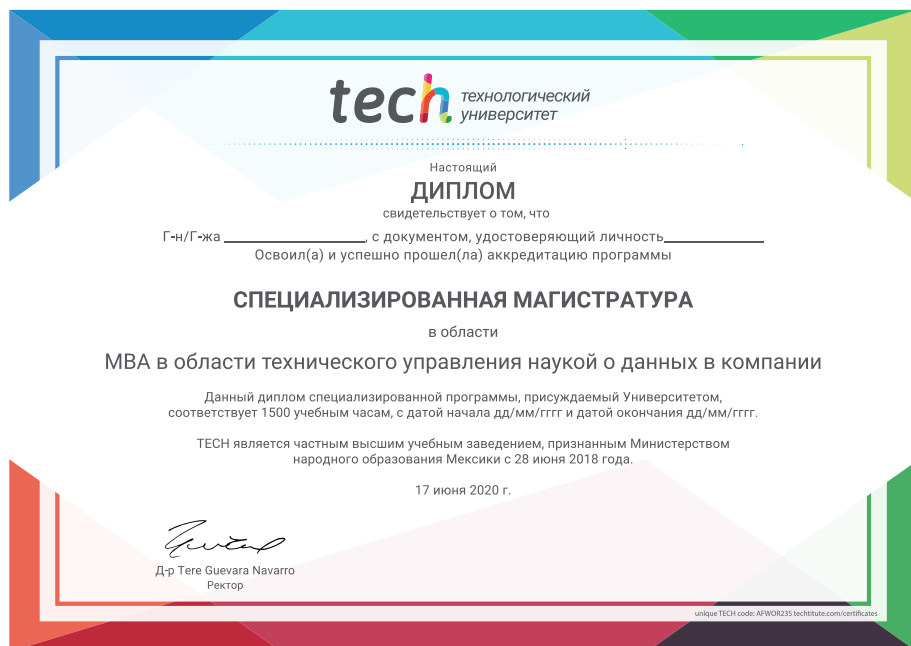 tech технологический
университет
Настоящий
ДИПЛОМ
свидетельствует о том, что
Г-н/Г-жа ________________, с документом, удостоверяющий личность____________
Освоил(а) и успешно прошел(ла) аккредитацию программы
СПЕЦИАЛИЗИРОВАННАЯ МАГИСТРАТУРА
в области
MBA в области технического управления наукой о данных в компании
Данный диплом специализированной программы, присуждаемый Университетом,
соответствует 1500 учебным часам, с датой начала дд/мм/гггг и датой окончания дд/мм/гггг.
TECH является частным высшим учебным заведением, признанным Министерством
народного образования Мексики с 28 июня 2018 года.
17 июня 2020 г.
Д-р Tere Guevara Navarro
Ректор
unique TECH code: AFWOR23S techtitute.com/certificates